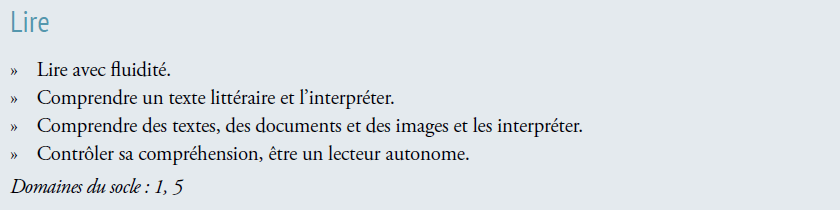 Lire
» Lire avec fluidité.
» Comprendre un texte littéraire et l’interpréter.
» Comprendre des textes, des documents et des images et les interpréter.
» Contrôler sa compréhension, être un lecteur autonome.
Domaines du socle : 1, 5